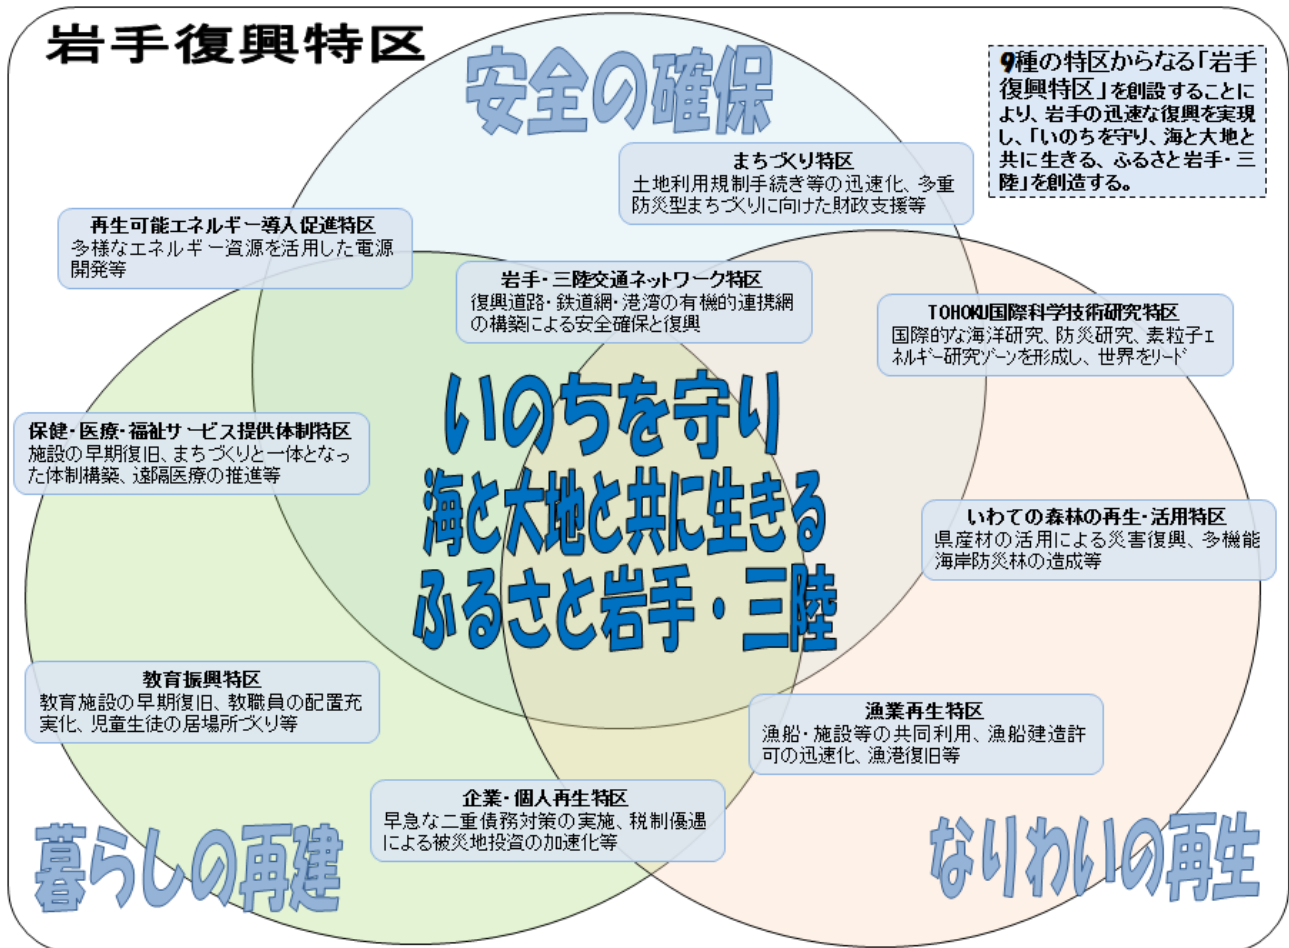 岩手復興特区
安全の確保
9種の特区からなる「岩手
復興特区」を創設することに
より、岩手の迅速な復興を実現
し、「いのちを守り、海と大地と
共に生きる、ふるさと岩手・三
陸」を創造する。
まちづくり特区
土地利用規制手続き等の迅速化、多重
防災型まちづくりに向けた財政支援等
再生可能エネルギー導入促進特区
多様なエネルギー資源を活用した電源
開発等
岩手・三陸交通ネットワーク特区
復興道路・鉄道網・港湾の有機的連携網
の構築による安全確保と復興
TOHOKU国際科学技術研究特区
国際的な海洋研究、防災研究、素粒子エ
ネルギー研究ゾーンを形成し、世界をリード
いのちを守り
海と大地と共に生きる
ふるさと岩手・三陸
保健・医療・福祉サービス提供体制特区
施設の早期復旧、まちづくりと一体となっ
た体制構築、遠隔医療の推進等
いわての森林の再生・活用特区
県産材の活用による災害復興、多機能
海岸防災林の造成等
教育振興特区
教育施設の早期復旧、教職員の配置充
実化、児童生徒の居場所づくり等
漁業再生特区
漁船・施設等の共同利用、漁船建造許
可の迅速化、漁港復旧等
企業・個人再生特区
早急な二重債務対策の実施、税制優遇
による被災地投資の加速化等
暮らしの再建
なりわいの再生